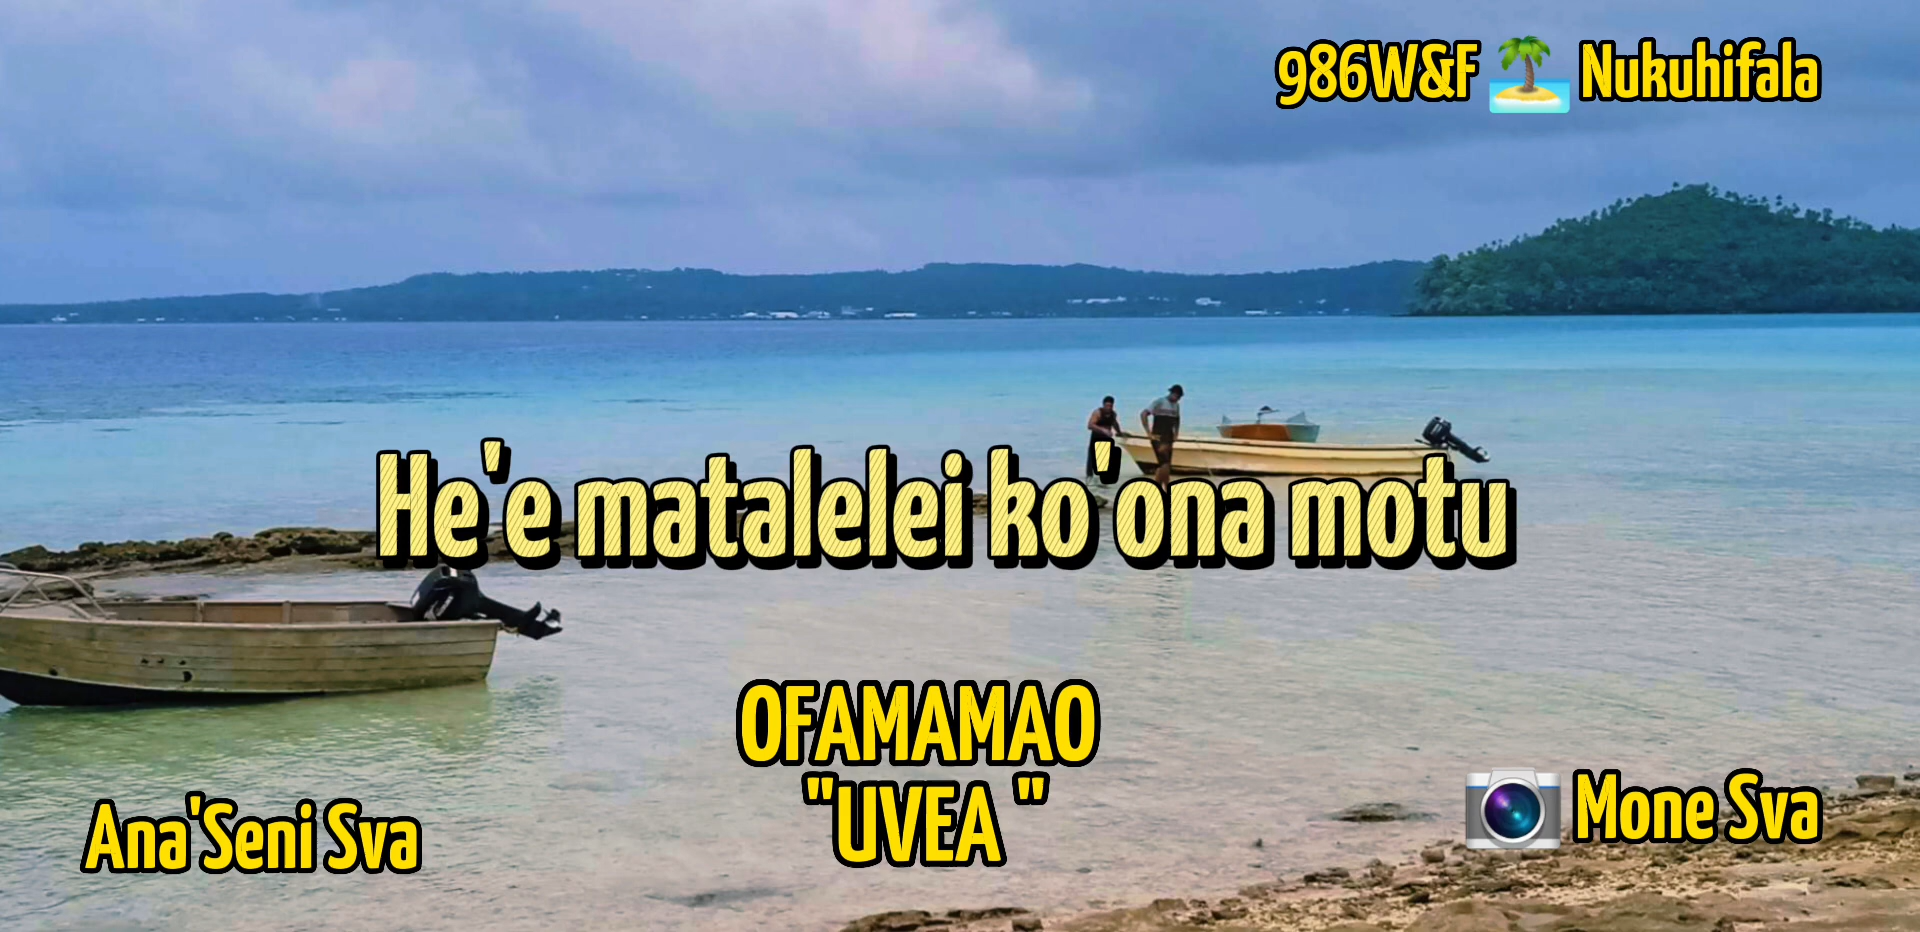 986W&F 🏝️ Nukuhifala
He'e matalelei ko'ona motu
OFAMAMAO
"UVEA "
Ana'Seni Sva
📷 Mone Sva